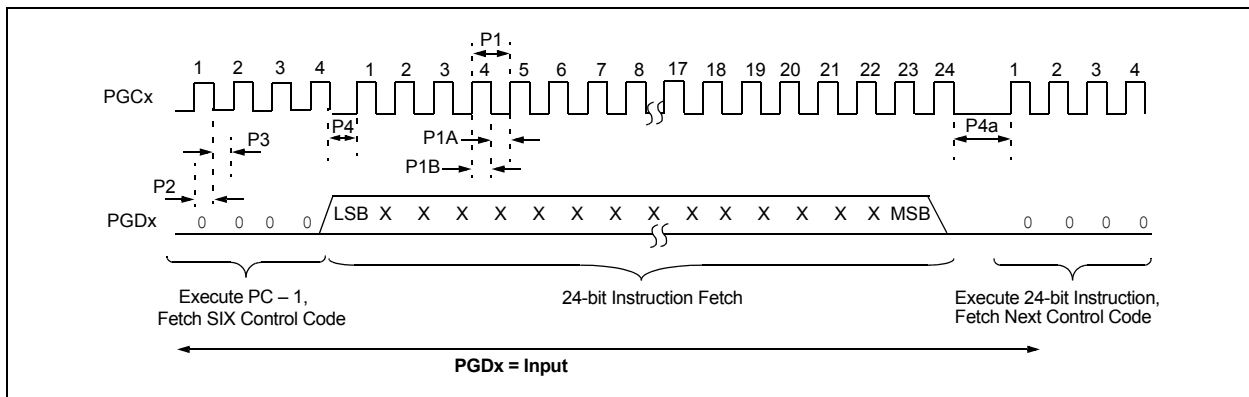 P1
1 2 3 4 1 2 3 4 5 6 7 8 17 18 19 20 21 22 23 24 1 2 3 4
PGCx
P4 P4a
P3 P1A
P1B
P2
PGDx 0 0 0 0 LSB X X X X X X X X X X X X X X MSB 0 0 0 0
Execute PC – 1,
Fetch SIX Control Code
24-bit Instruction Fetch
Execute 24-bit Instruction,
Fetch Next Control Code
PGDx = Input